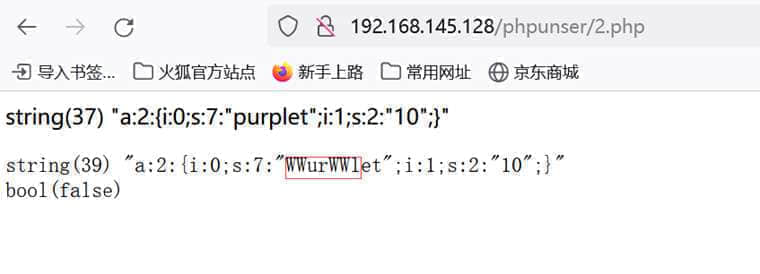 192.168.145.128/phpunser/2.php
导入书签... 火狐官方站点 新手上路 常用网址 京东商城
string(37) "a:2:{i:0;s:7:"purplet";i:1;s:2:"10";}"
string(39) "a:2:{i:0;s:7:"WWurWWlet";i:1;s:2:"10";}"
bool(false)